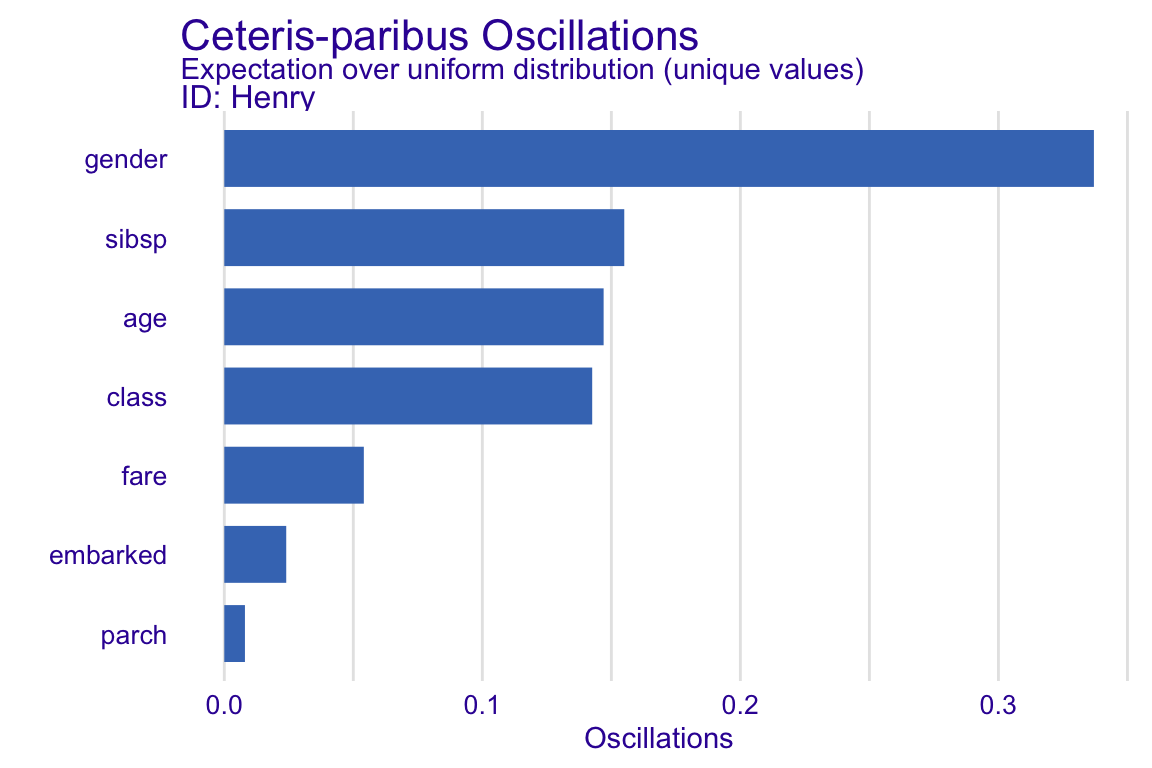 Ceteris-paribus Oscillations
Expectation over uniform distribution (unique values)
ID: Henry
gender
sibsp
age
class
fare
embarked
parch
0.0 0.1 0.2 0.3
Oscillations